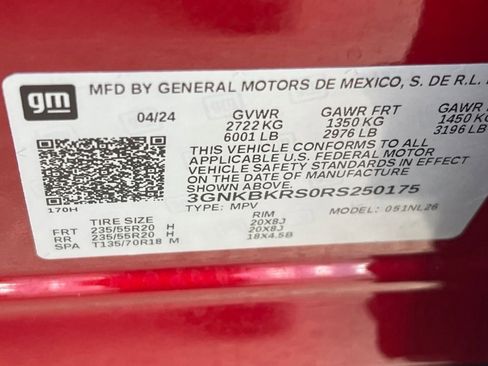 gm
MFD BY GENERAL MOTORS DE MEXICO, S. DE R.L.
04/24 GVWR GAWR FRT GAWR
2722 KG 1350 KG 1450 KG
6001 LB 2976 LB 3196 LB
THIS VEHICLE CONFORMS TO ALL
APPLICABLE U.S. FEDERAL MOTOR
VEHICLE SAFETY STANDARDS IN
EFFECT ON THE DATE OF MANUFACTURE
SHOWN ABOVE.
3GNKBKRS0RS250175
170H TYPE: MPV MODEL: 051NL26
TIRE SIZE RIM
FRT 235/55R20 H 20X8J
RR 235/55R20 H 20X8J
SPA T135/70R18 M 18X4.5B